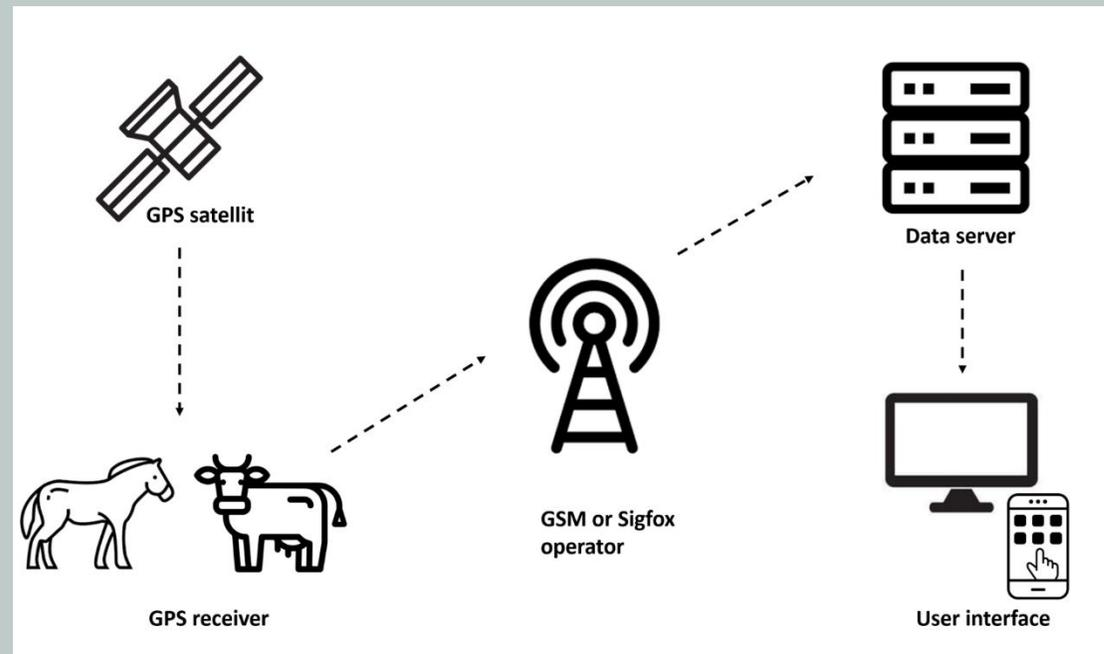 GPS satellit
Data server
GSM or Sigfox
operator
GPS receiver
User interface